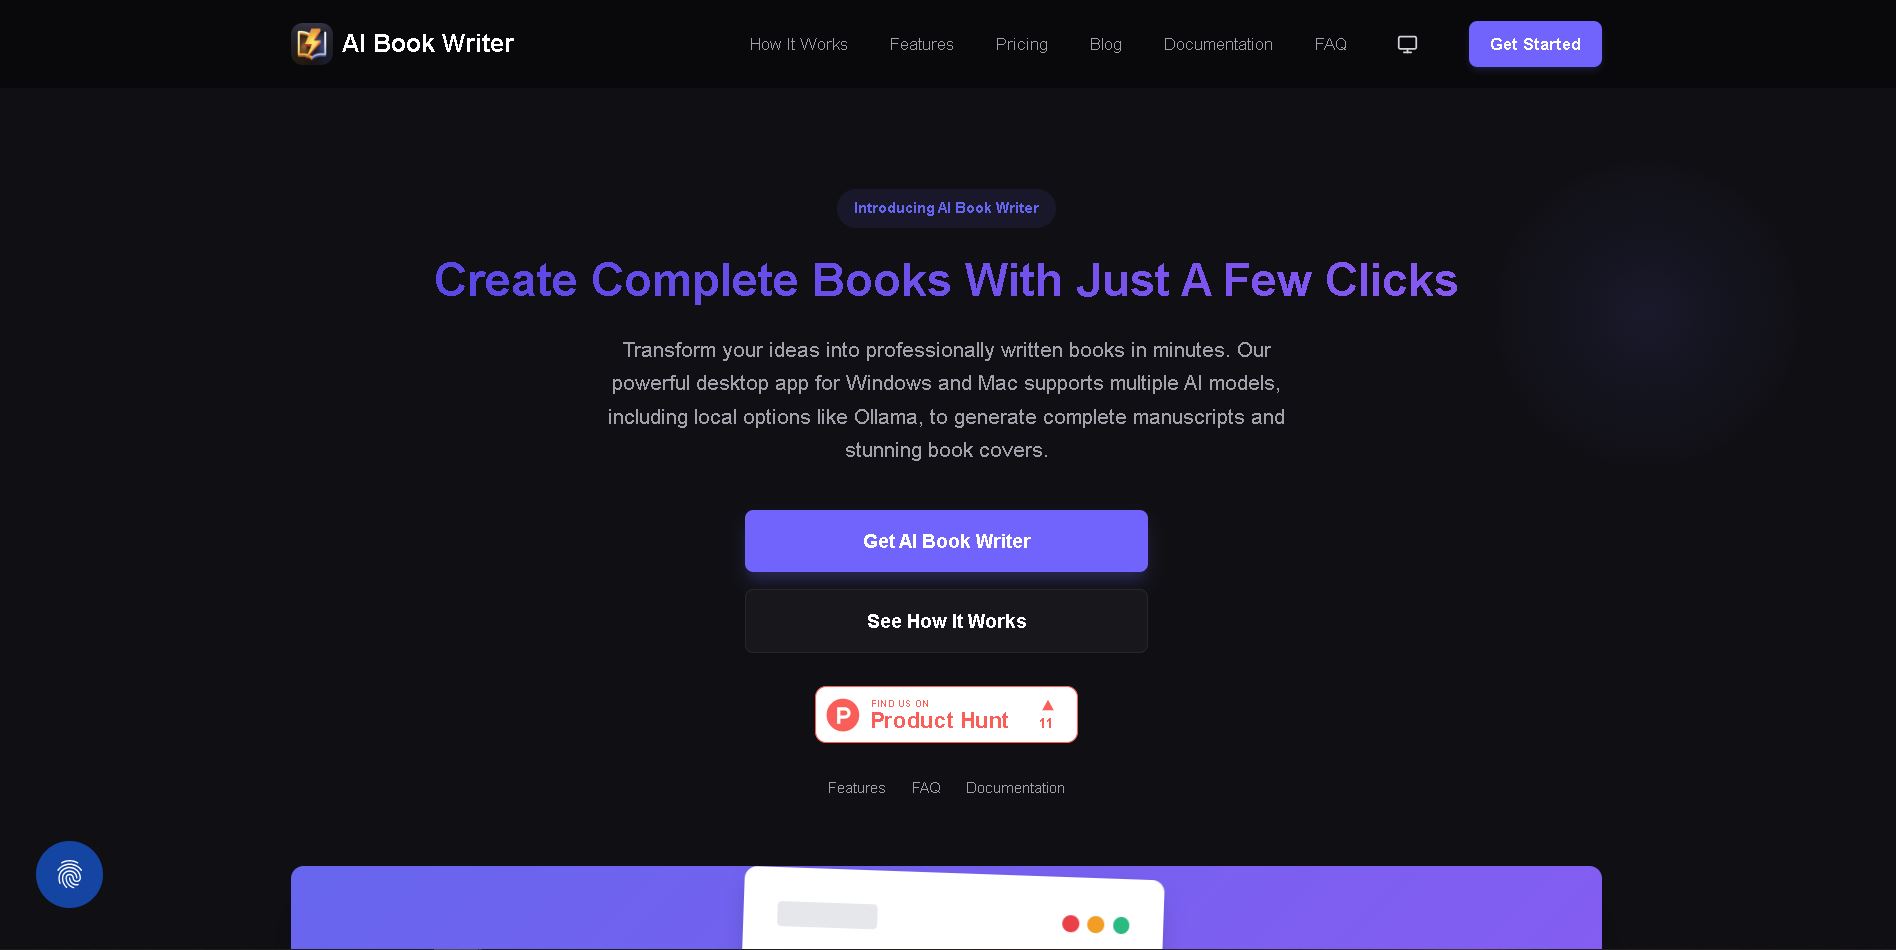 AI Book Writer
How It Works
Features
Pricing
Blog
Documentation
FAQ
Get Started
Introducing AI Book Writer
Create Complete Books With Just A Few Clicks
Transform your ideas into professionally written books in minutes. Our
powerful desktop app for Windows and Mac supports multiple AI models,
including local options like Ollama, to generate complete manuscripts and
stunning book covers.
Get AI Book Writer
See How It Works
P
FIND US ON
Product Hunt
11
Features
FAQ
Documentation